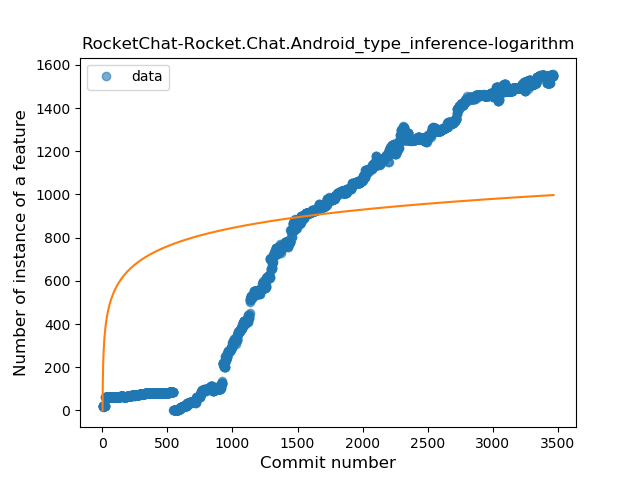 RocketChat-Rocket.Chat.Android_type_inference-logarithm
data
Number of instance of a feature
1600
1400
1200
1000
800
600
400
200
0
0 500 1000 1500 2000 2500 3000 3500
Commit number